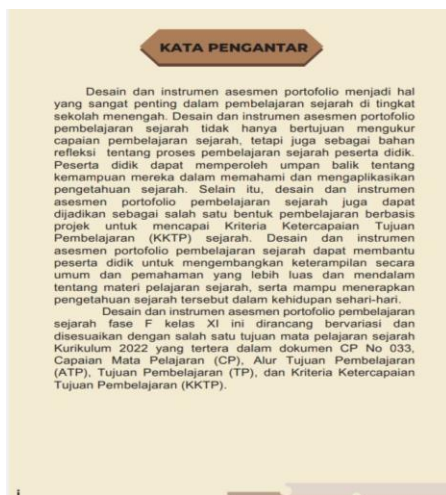 KATA PENGANTAR
Desain dan instrumen asesmen portofolio menjadi hal
yang sangat penting dalam pembelajaran sejarah di tingkat
sekolah menengah. Desain dan instrumen asesmen portofolio
pembelajaran sejarah tidak hanya bertujuan mengukur
capaian pembelajaran sejarah, tetapi juga sebagai bahan
refleksi tentang proses pembelajaran sejarah peserta didik.
Peserta didik dapat memperoleh umpan balik tentang
kemampuan mereka dalam memahami dan mengaplikasikan
pengetahuan sejarah. Selain itu, desain dan instrumen
asesmen portofolio pembelajaran sejarah juga dapat
dijadikan sebagai salah satu bentuk pembelajaran berbasis
projek untuk mencapai Kriteria Ketercapaian Tujuan
Pembelajaran (KKTP) sejarah. Desain dan instrumen
asesmen portofolio pembelajaran sejarah dapat membantu
peserta didik untuk mengembangkan keterampilan secara
umum dan pemahaman yang lebih luas dan mendalam
tentang materi pelajaran sejarah, serta mampu menerapkan
pengetahuan sejarah tersebut dalam kehidupan sehari-hari.
Desain dan instrumen asesmen portofolio pembelajaran
sejarah fase F kelas XI ini dirancang bervariasi dan
disesuaikan dengan salah satu tujuan mata pelajaran sejarah
Kurikulum 2022 yang tertera dalam dokumen CP No 033,
Capaian Mata Pelajaran (CP), Alur Tujuan Pembelajaran
(ATP), Tujuan Pembelajaran (TP), dan Kriteria Ketercapaian
Tujuan Pembelajaran (KKTP).
i